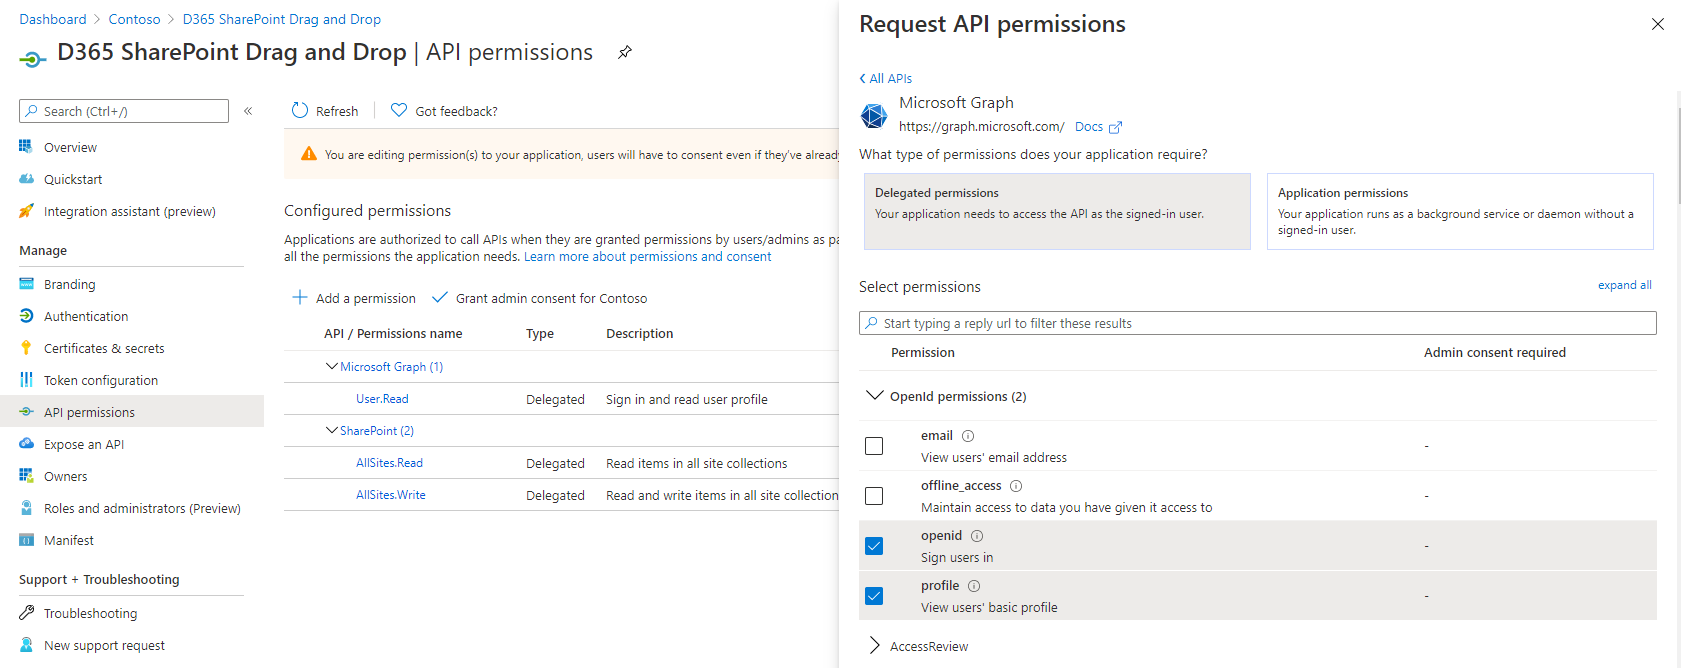 Dashboard > Contoso > D365 SharePoint Drag and Drop
D365 SharePoint Drag and Drop | API permissions
Search (Ctrl+/)
«
Overview
Quickstart
Integration assistant (preview)
Manage
Branding
Authentication
Certificates & secrets
Token configuration
API permissions
Expose an API
Owners
Roles and administrators (Preview)
Manifest
Support + Troubleshooting
Troubleshooting
New support request
Refresh
Got feedback?
You are editing permission(s) to your application, users will have to consent even if they've already
Configured permissions
Applications are authorized to call APIs when they are granted permissions by users/admins as pa
all the permissions the application needs. Learn more about permissions and consent
Add a permission
Grant admin consent for Contoso
API / Permissions name Type Description
Microsoft Graph (1)
User.Read Delegated Sign in and read user profile
SharePoint (2)
AllSites.Read Delegated Read items in all site collections
AllSites.Write Delegated Read and write items in all site collection
Request API permissions
All APIs
Microsoft Graph
https://graph.microsoft.com/ Docs
What type of permissions does your application require?
Delegated permissions
Your application needs to access the API as the signed-in user.
Application permissions
Your application runs as a background service or daemon without a
signed-in user.
Select permissions
expand all
Start typing a reply url to filter these results
Permission Admin consent required
OpenId permissions (2)
email
View users' email address
-
offline_access
Maintain access to data you have given it access to
-
openid
Sign users in
-
profile
View users' basic profile
-
AccessReview